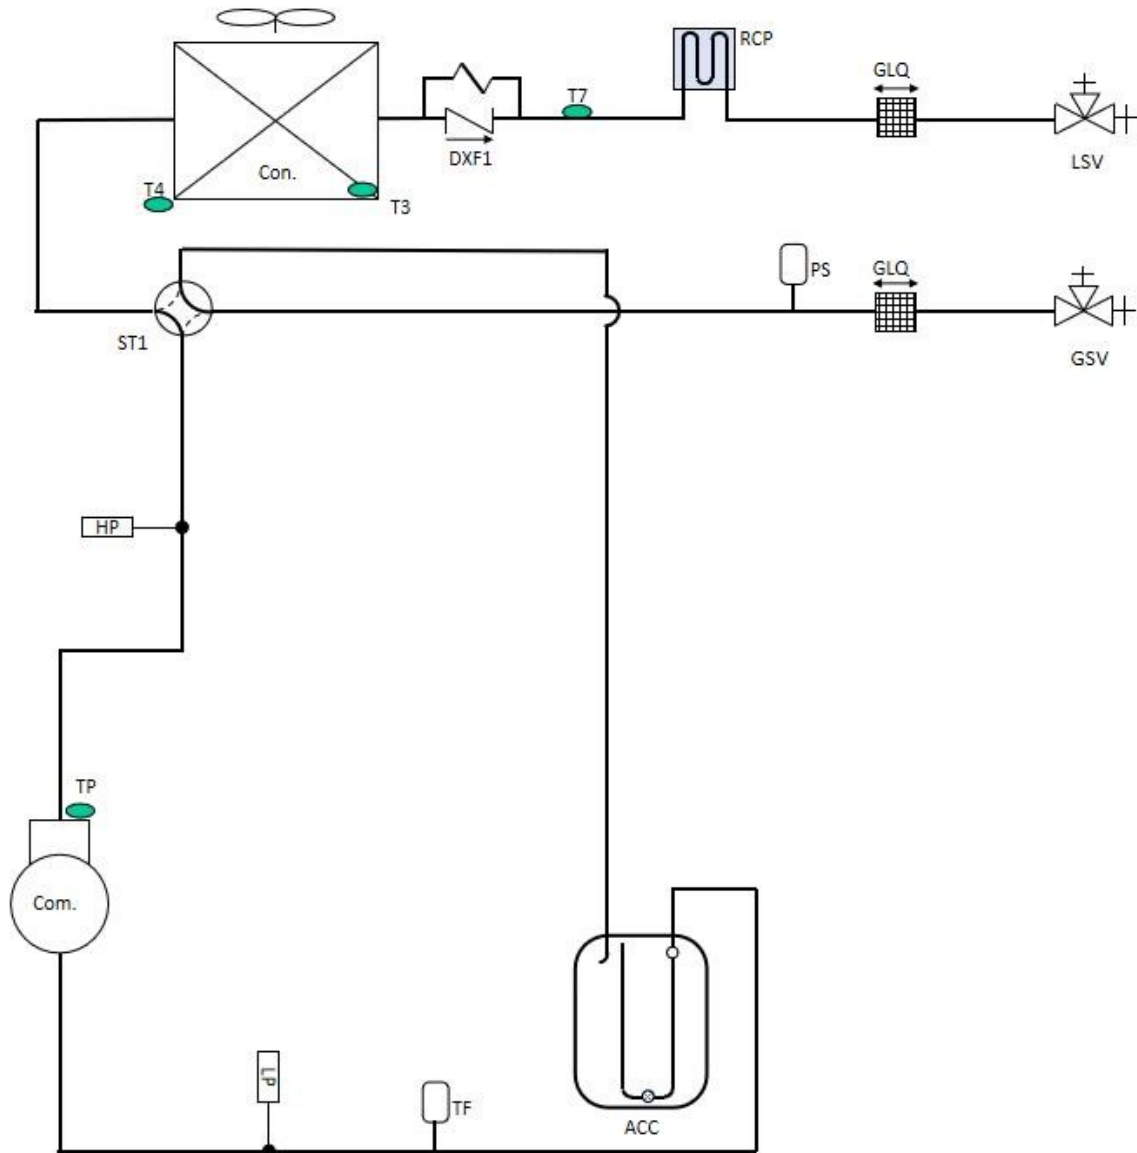 RCP
GLQ
T7
DXF1
LSV
Con.
T4
T3
PS
GLQ
ST1
GSV
HP
TP
Com.
LP
TF
ACC